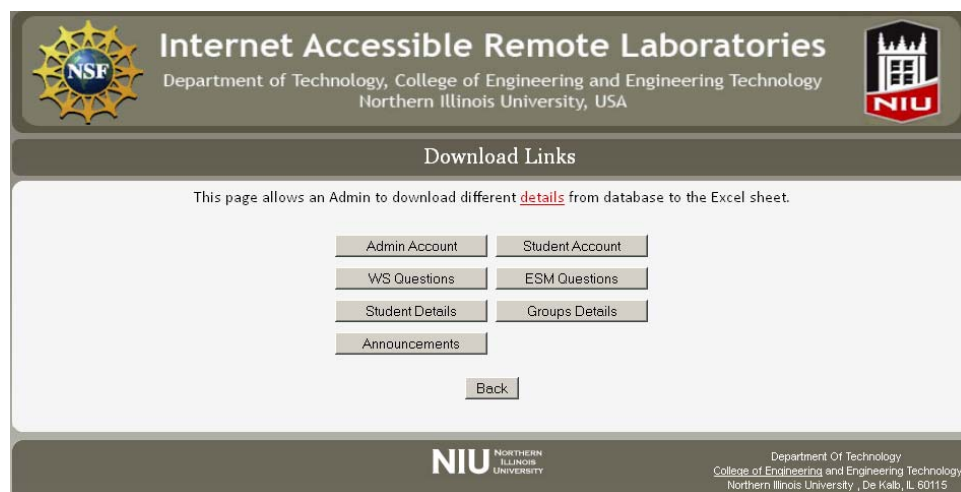 NSF
Internet Accessible Remote Laboratories
Department of Technology, College of Engineering and Engineering Technology
Northern Illinois University, USA
NIU
Download Links
This page allows an Admin to download different details from database to the Excel sheet.
Admin Account Student Account
WS Questions ESM Questions
Student Details Groups Details
Announcements
Back
NIU NORTHERN ILLINOIS UNIVERSITY
Department Of Technology
College of Engineering and Engineering Technology
Northern Illinois University , De Kalb, IL 60115